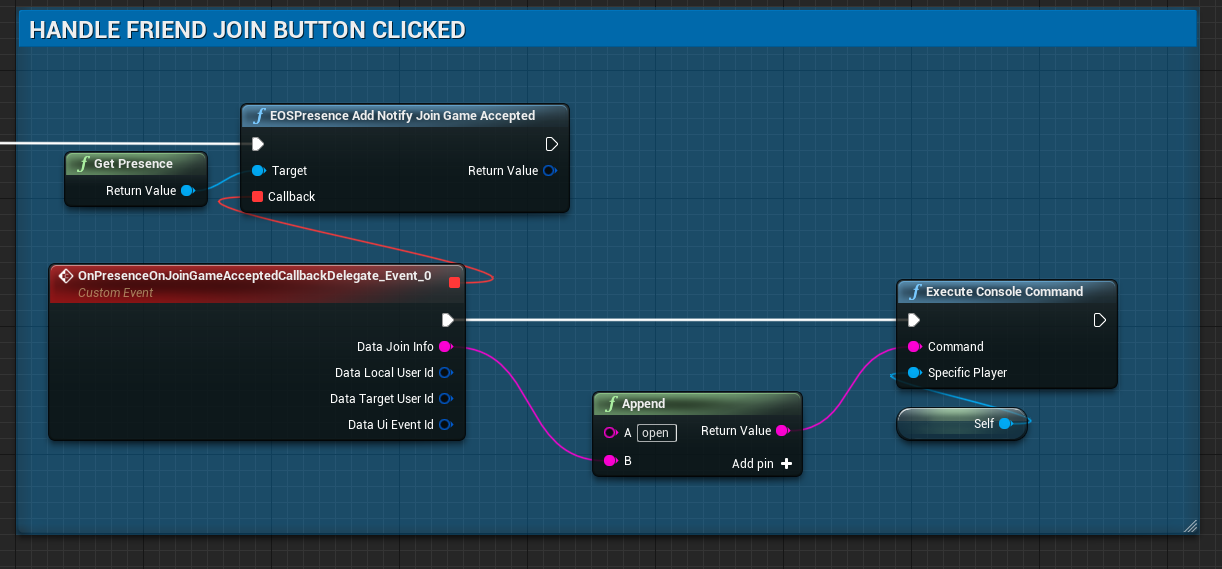 HANDLE FRIEND JOIN BUTTON CLICKED
f EOSPresence Add Notify Join Game Accepted
f Get Presence
Return Value
Target
Return Value
Callback
OnPresenceOnJoinGameAcceptedCallbackDelegate_Event_0
Custom Event
Data Join Info
Data Local User Id
Data Target User Id
Data Ui Event Id
f Append
A open
Return Value
B
Add pin +
f Execute Console Command
Command
Specific Player
Self